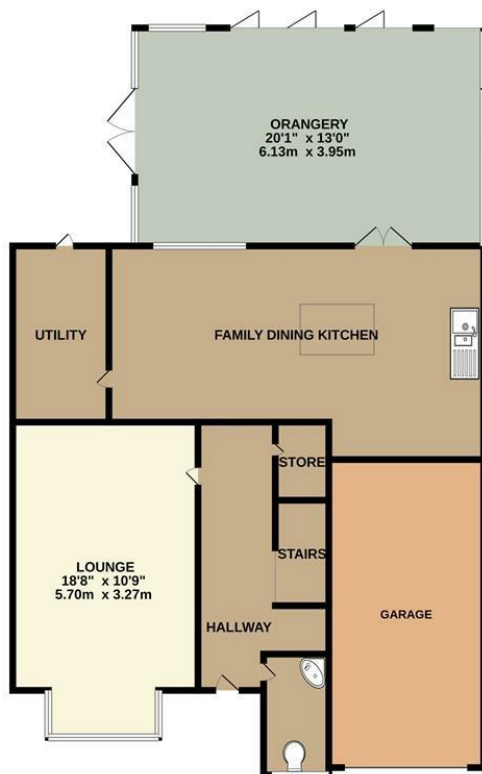 ORANGERY
20'1" x 13'0"
6.13m x 3.95m
UTILITY
FAMILY DINING KITCHEN
STORE
STAIRS
LOUNGE
18'8" x 10'9"
5.70m x 3.27m
HALLWAY
GARAGE